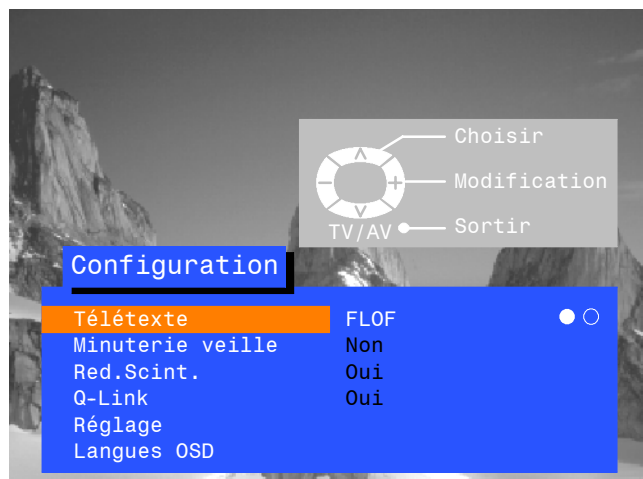 Choisir
Modification
TV/AV Sortir
Configuration
Télétexte FLOF
Minuterie veille Non
Red.Scint. Oui
Q-Link Oui
Réglage
Langues OSD